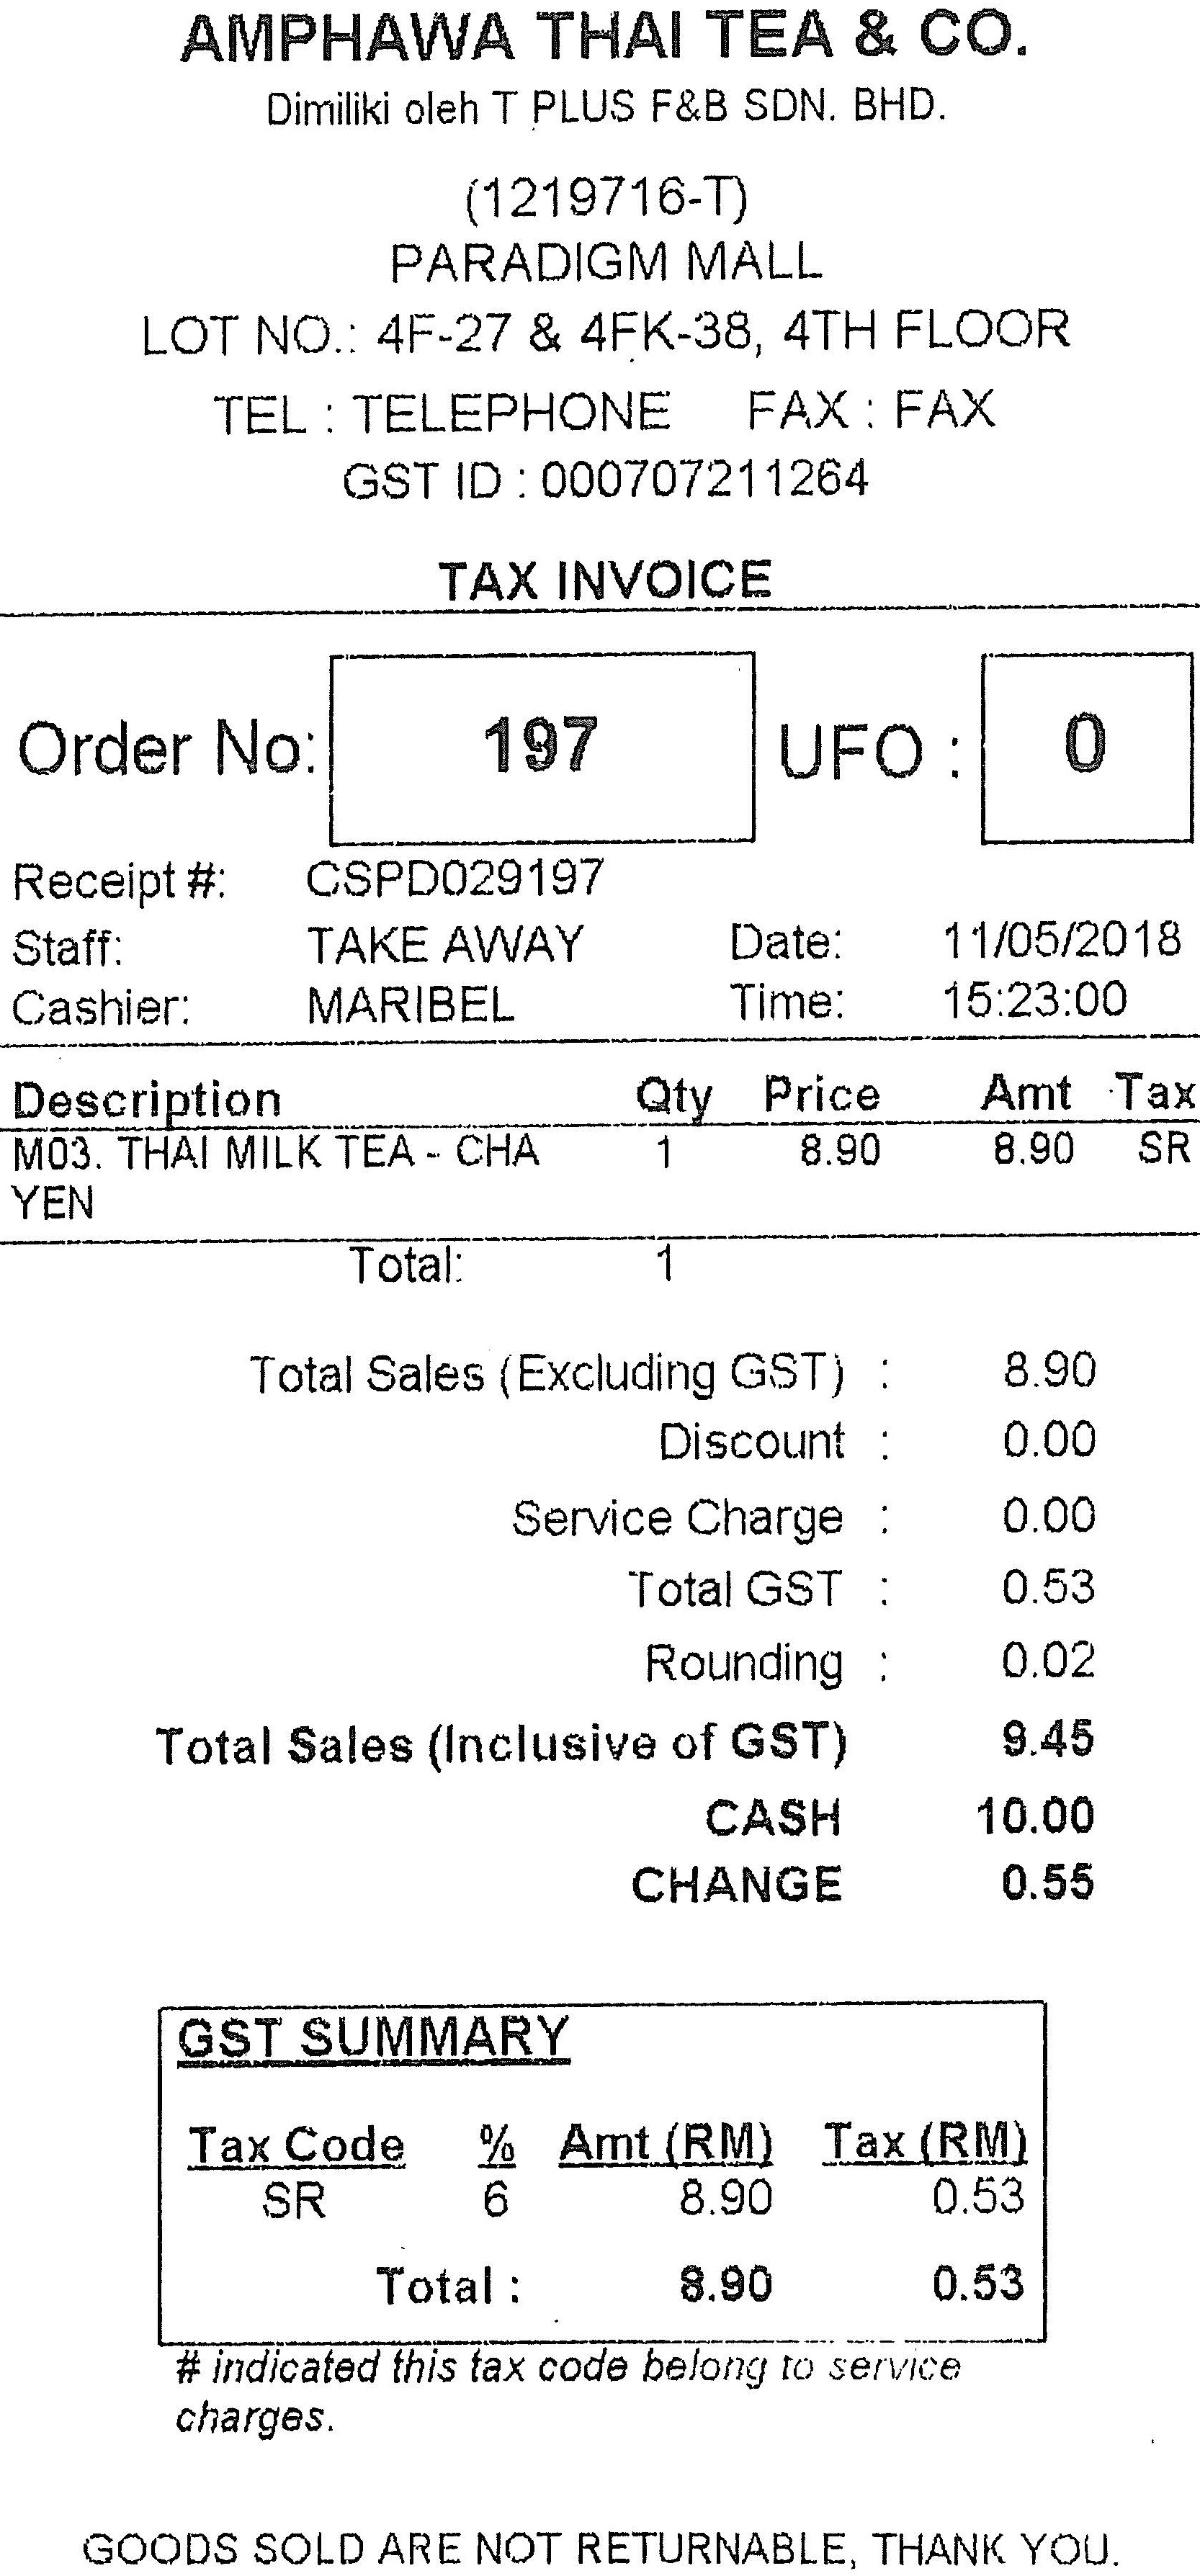 AMPHAWA THAI TEA & CO.
Dimiliki oleh T PLUS F&B SDN. BHD.
(1219716-T)
PARADIGM MALL
LOT NO.: 4F-27 & 4FK-38, 4TH FLOOR
TEL : TELEPHONE FAX : FAX
GST ID : 000707211264
TAX INVOICE
Order No: 197 UFO : 0
Receipt #: CSPD029197
Staff: TAKE AWAY Date: 11/05/2018
Cashier: MARIBEL Time: 15:23:00
Description Qty Price Amt Tax
M03. THAI MILK TEA - CHA 1 8.90 8.90 SR
YEN
Total: 1
Total Sales (Excluding GST) : 8.90
Discount : 0.00
Service Charge : 0.00
Total GST : 0.53
Rounding : 0.02
Total Sales (Inclusive of GST) 9.45
CASH 10.00
CHANGE 0.55
GST SUMMARY
Tax Code % Amt (RM) Tax (RM)
SR 6 8.90 0.53
Total : 8.90 0.53
# indicated this tax code belong to service
charges.
GOODS SOLD ARE NOT RETURNABLE, THANK YOU.